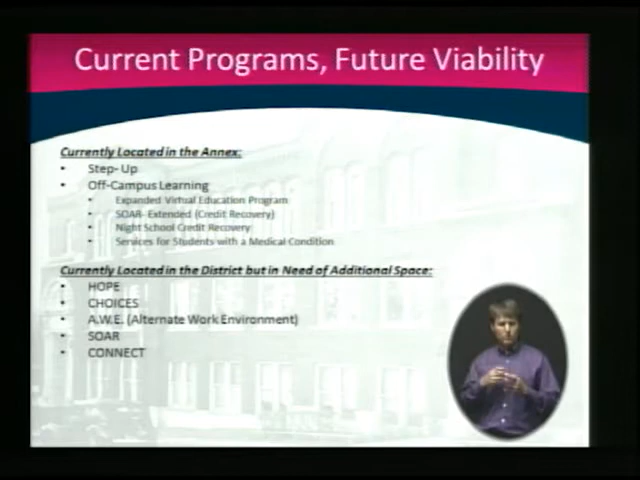 Current Programs, Future Viability
Currently Located in the Annex:
• Step- Up
• Off-Campus Learning
• Expanded Virtual Education Program
• SOAR- Extended (Credit Recovery)
• Night School Credit Recovery
• Services for Students with a Medical Condition
Currently Located in the District but in Need of Additional Space:
• HOPE
• CHOICES
• A.W.E. (Alternate Work Environment)
• SOAR
• CONNECT